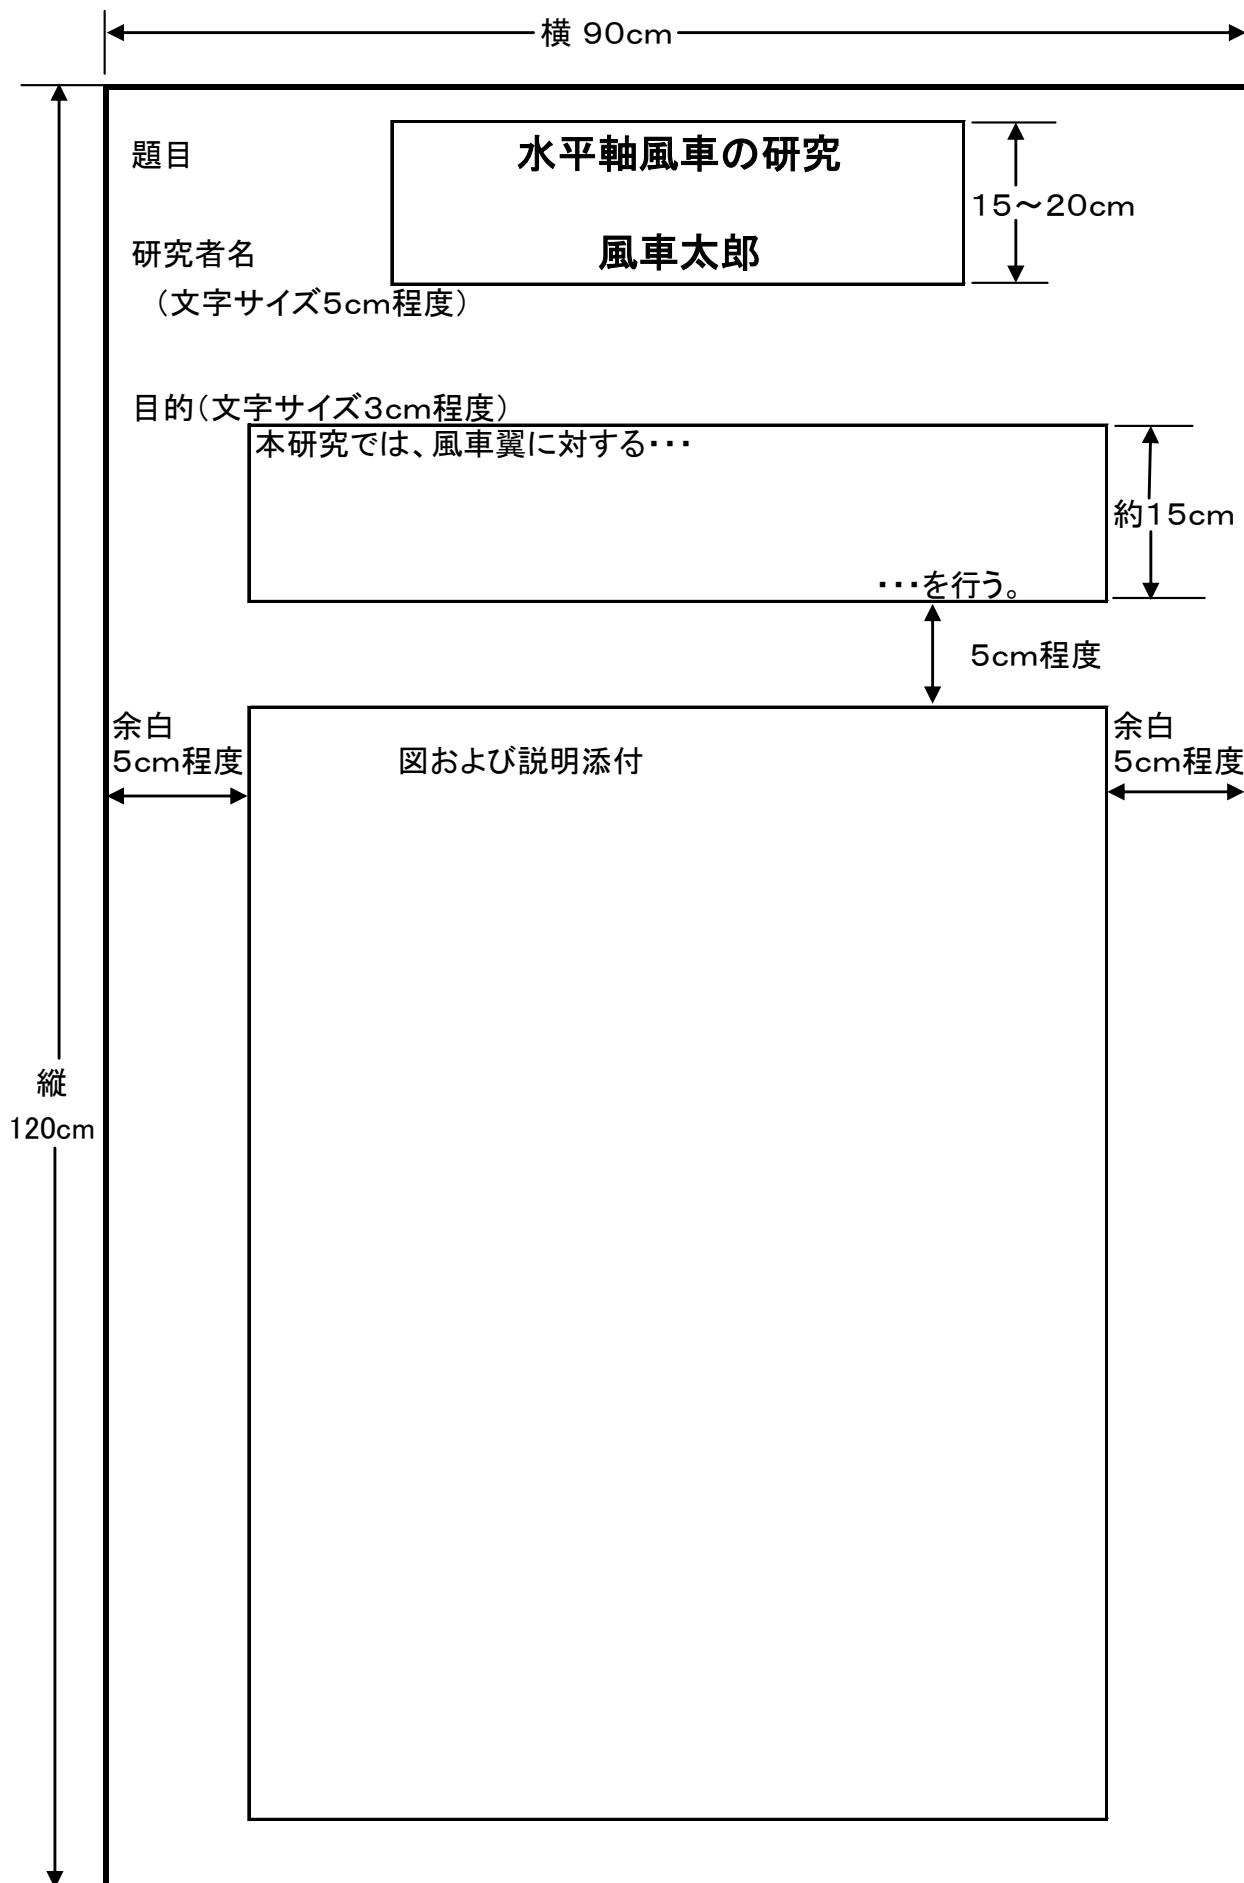 横 90cm
題目
水平軸風車の研究
15～20cm
研究者名
風車太郎
（文字サイズ5cm程度）
目的（文字サイズ3cm程度）
本研究では、風車翼に対する・・・
約15cm
・・・を行う。
5cm程度
余白
5cm程度
図および説明添付
余白
5cm程度
縦
120cm